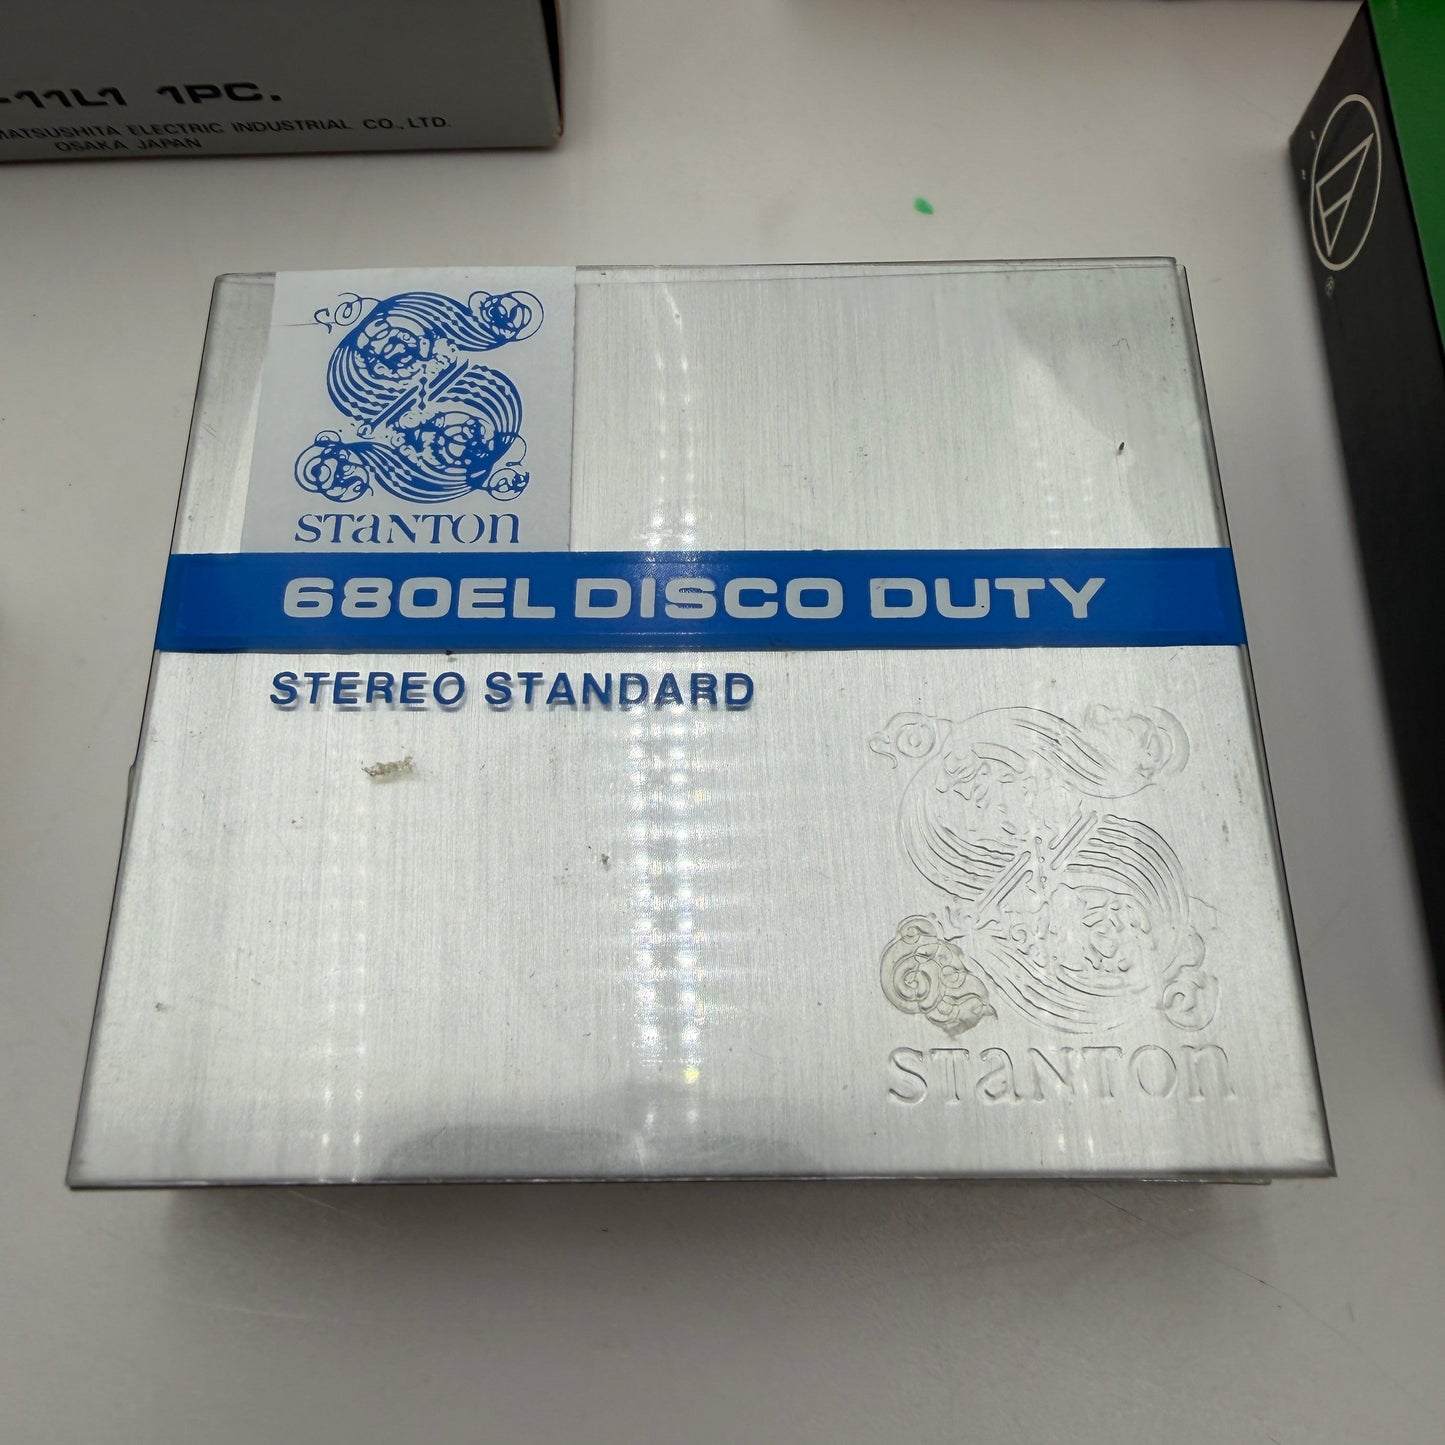 -11L1 1PC.
MATSUSHITA ELECTRIC INDUSTRIAL CO., LTD.
OSAKA JAPAN
STANTON
680EL DISCO DUTY
STEREO STANDARD
STANTON